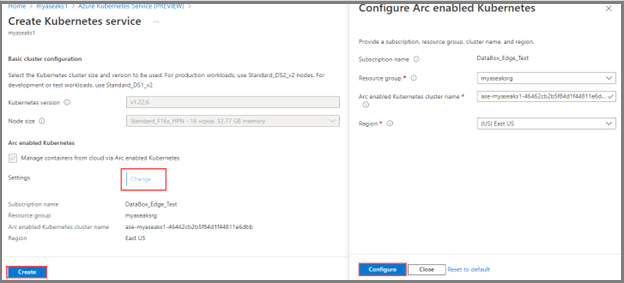 Home > myaseaks1 > Azure Kubernetes Service (PREVIEW) >
Create Kubernetes service ...
Basic cluster configuration
Select the Kubernetes cluster size and version to be used. For production workloads, use Standard_DS2_v2 nodes. For
development or test workloads, use Standard_DS1_v2
Kubernetes version
v1.22.6
Node size
Standard_F16s_HPN - 16 vcpus, 32.77 GB memory
Arc enabled Kubernetes
Manage containers from cloud via Arc enabled Kubernetes
Settings
Change
Subscription name
DataBox_Edge_Test
Resource group
myaseaksrg
Arc enabled Kubernetes cluster name
ase-myaseaks1-46462cb2b5f84d1f44811e6dbb
Region
East US
Create
Configure Arc enabled Kubernetes
Provide a subscription, resource group, cluster name, and region.
Subscription name
DataBox_Edge_Test
Resource group *
myaseaksrg
Arc enabled Kubernetes cluster name *
ase-myaseaks1-46462cb2b5f84d1f44811e6d...
Region *
(US) East US
Configure
Close
Reset to default